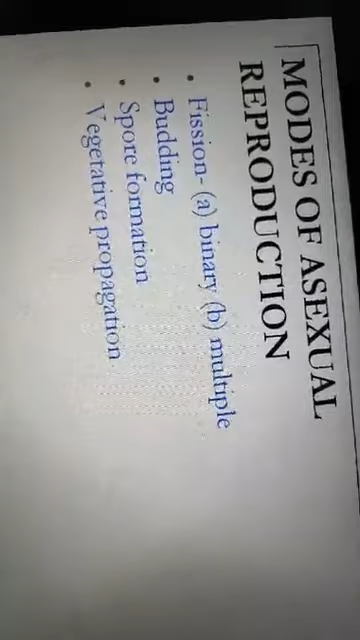 MODES OF ASEXUAL
REPRODUCTION
• Fission- (a) binary (b) multiple
• Budding
• Spore formation
• Vegetative propagation